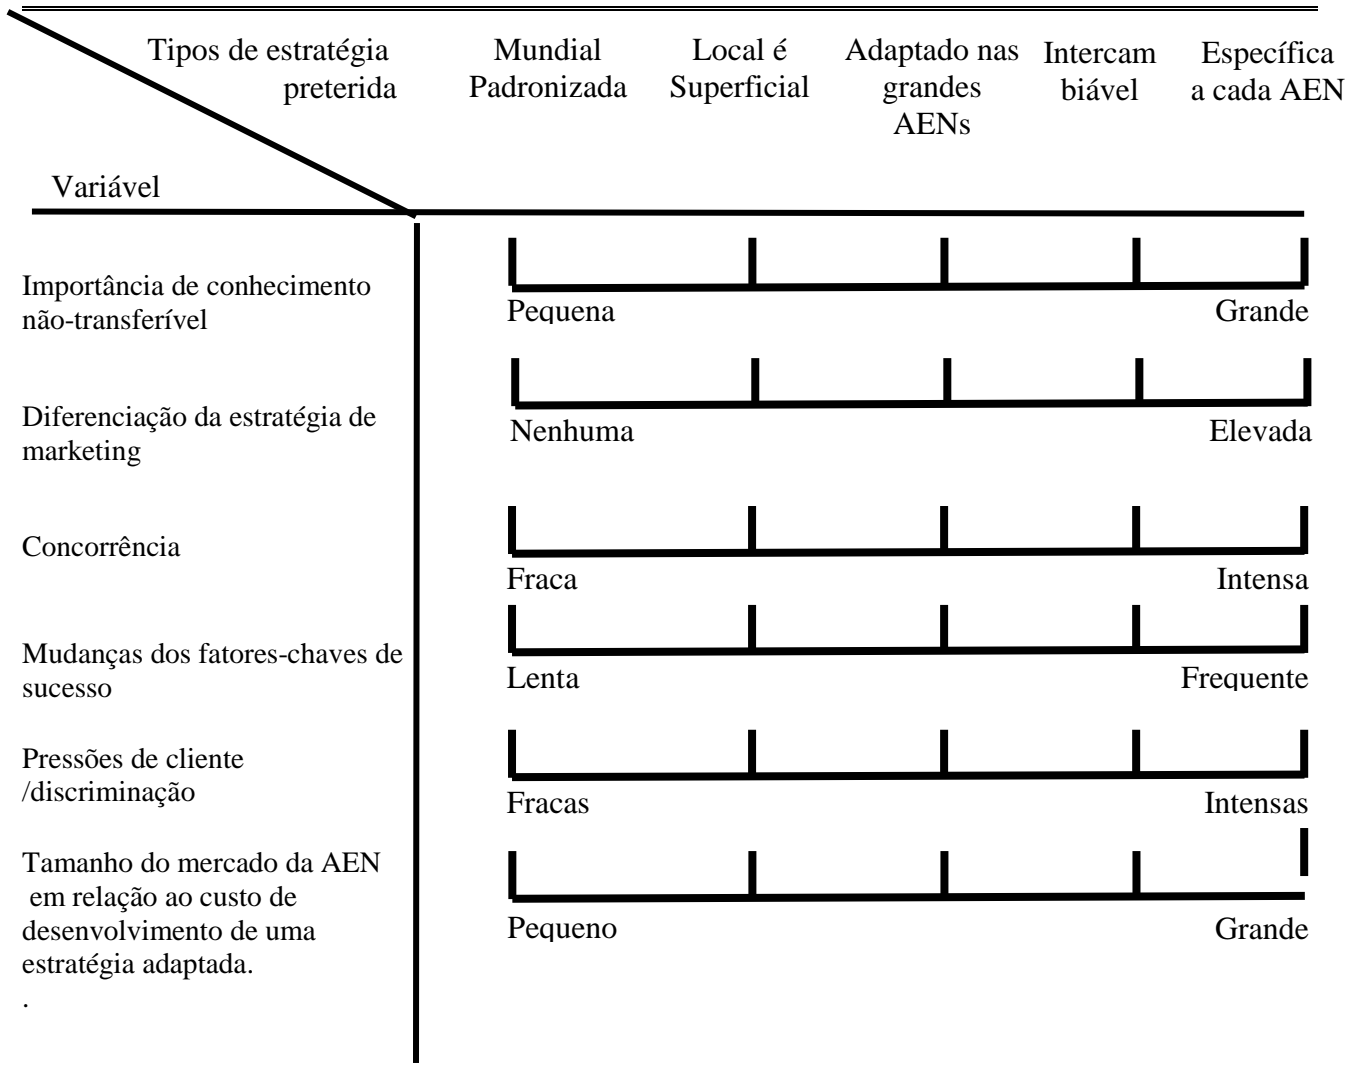 Tipos de estratégia
preterida
Mundial
Padronizada
Local é
Superficial
Adaptado nas
grandes
AENs
Intercam
biável
Específica
a cada AEN
Variável
Importância de conhecimento
não-transferível
Pequena
Grande
Diferenciação da estratégia de
marketing
Nenhuma
Elevada
Concorrência
Fraca
Intensa
Mudanças dos fatores-chaves de
sucesso
Lenta
Frequente
Pressões de cliente
/discriminação
Fracas
Intensas
Tamanho do mercado da AEN
em relação ao custo de
desenvolvimento de uma
estratégia adaptada.
.
Pequeno
Grande